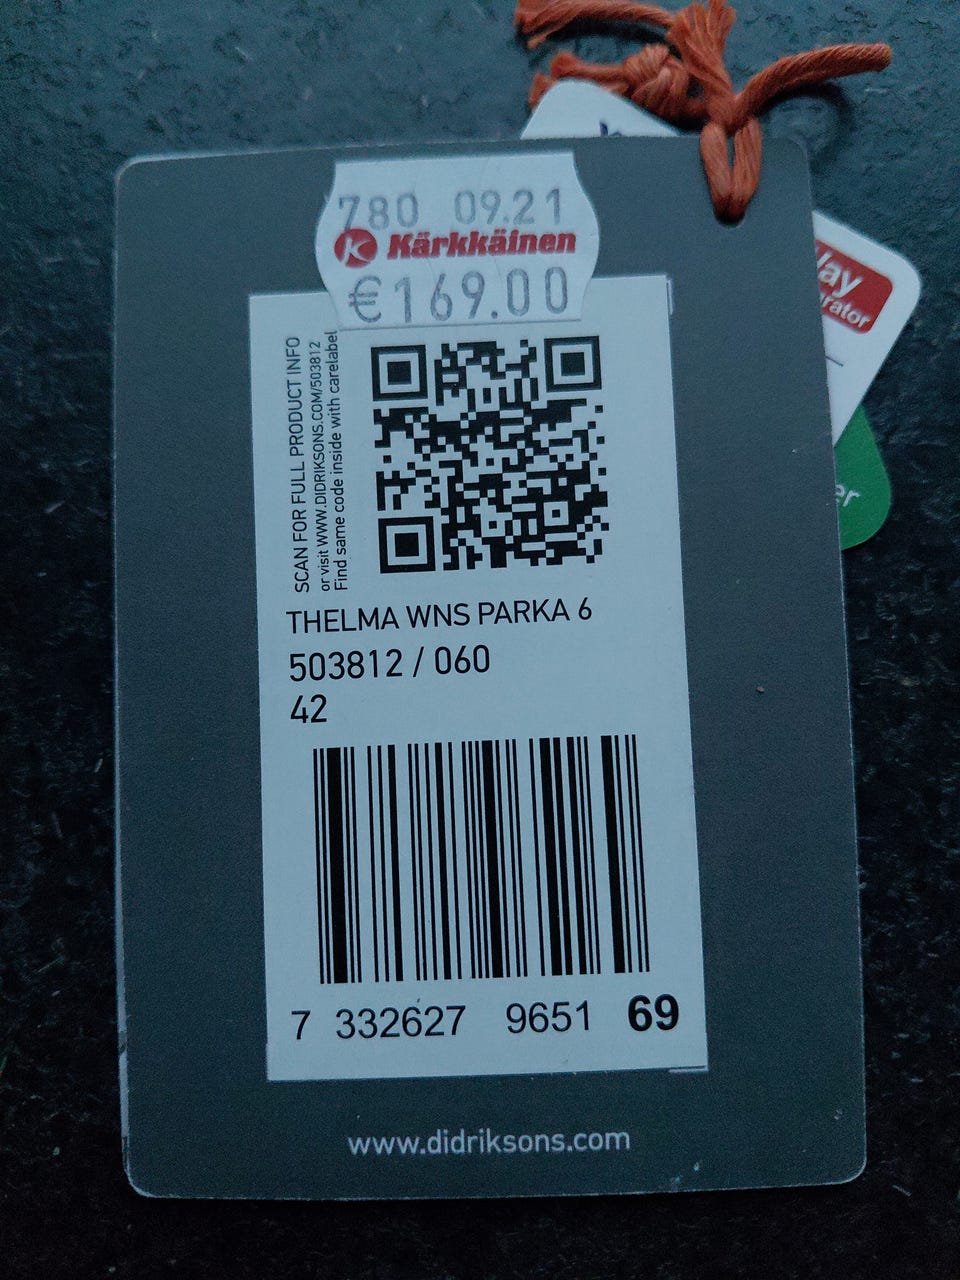 780 09.21
K Kärkkäinen
€169.00
SCAN FOR FULL PRODUCT INFO
or visit WWW.DIDRIKSONS.COM/503812
Find same code inside with carelabel
THELMA WNS PARKA 6
503812 / 060
42
7 332627 9651 69
www.didriksons.com